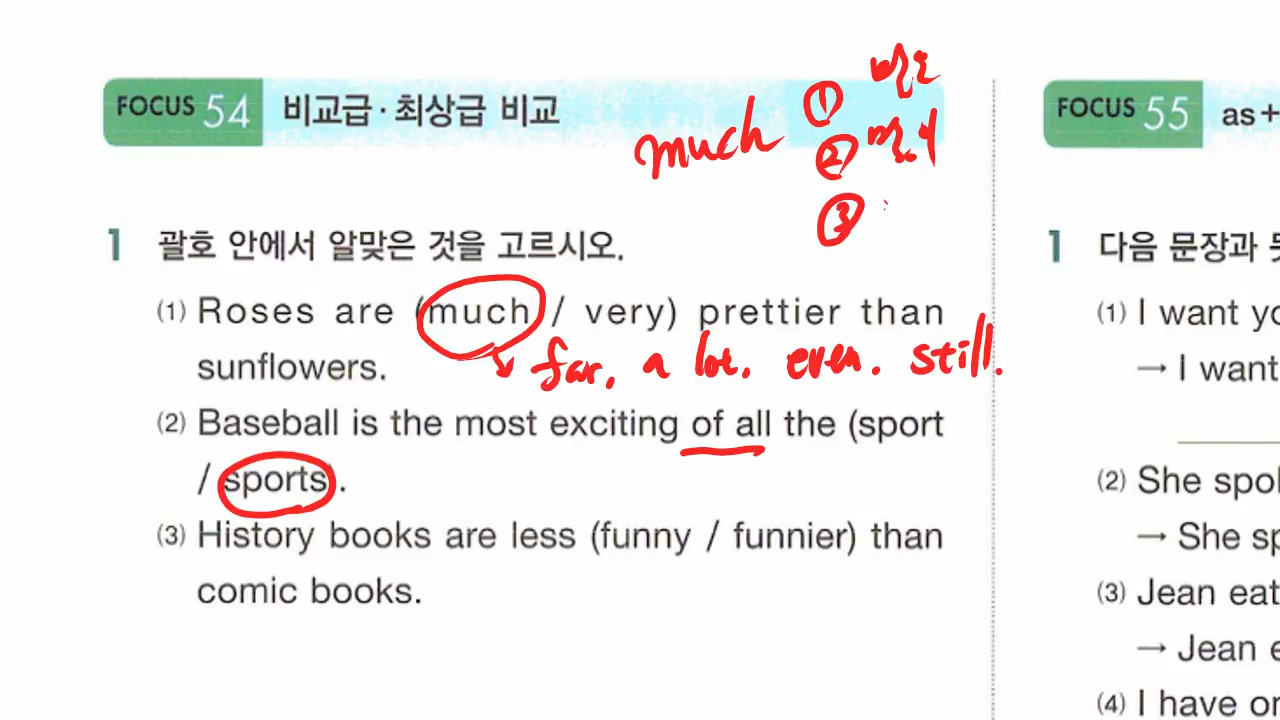 FOCUS 54 비교급·최상급 비교
much ① 많은
② 많이
③
1 괄호 안에서 알맞은 것을 고르시오.
(1) Roses are (much / very) prettier than
sunflowers.
far, a lot. even. still.
(2) Baseball is the most exciting of all the (sport
/ sports).
(3) History books are less (funny / funnier) than
comic books.
FOCUS 55 as+
1 다음 문장과
(1) I want
→ I want
(2) She
→ She
(3) Jean eat
→ Jean
(4) I have